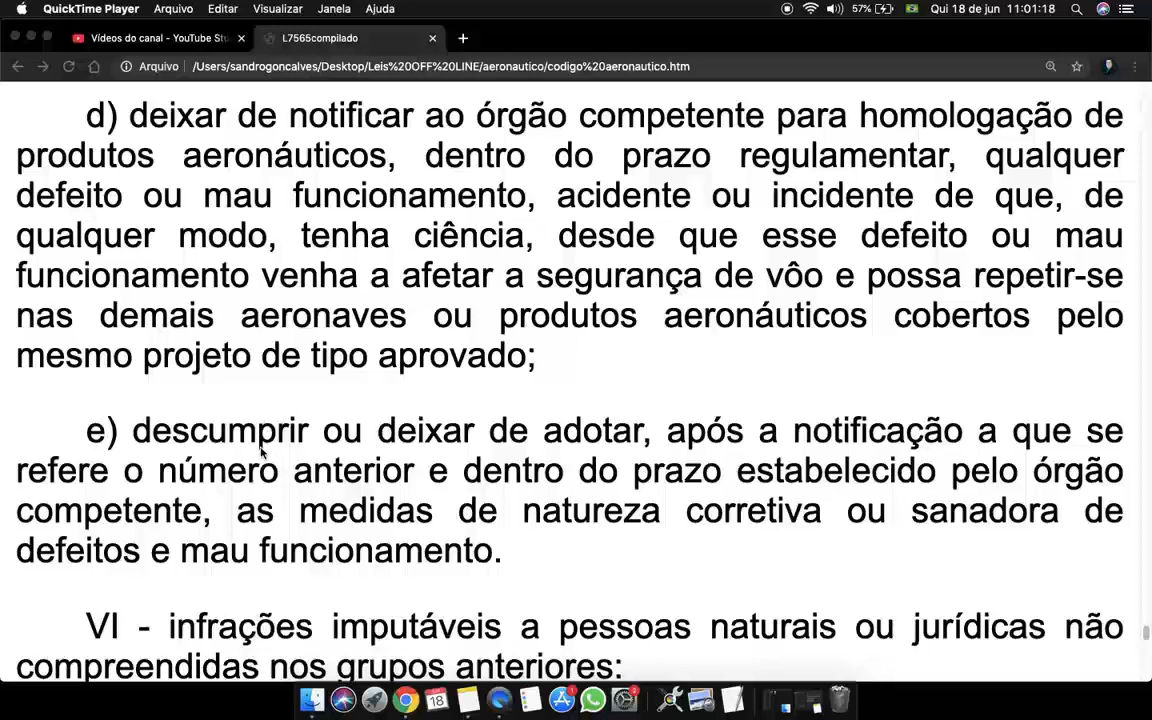 QuickTime Player Arquivo Editar Visualizar Janela Ajuda 57% Qui 18 de jun 11:01:18
Vídeos do canal - YouTube Stu L7565compilado
Arquivo /Users/sandrogoncalves/Desktop/Leis%20OFF%20LINE/aeronautico/codigo%20aeronautico.htm
d) deixar de notificar ao órgão competente para homologação de
produtos aeronáuticos, dentro do prazo regulamentar, qualquer
defeito ou mau funcionamento, acidente ou incidente de que, de
qualquer modo, tenha ciência, desde que esse defeito ou mau
funcionamento venha a afetar a segurança de vôo e possa repetir-se
nas demais aeronaves ou produtos aeronáuticos cobertos pelo
mesmo projeto de tipo aprovado;
e) descumprir ou deixar de adotar, após a notificação a que se
refere o número anterior e dentro do prazo estabelecido pelo órgão
competente, as medidas de natureza corretiva ou sanadora de
defeitos e mau funcionamento.
VI - infrações imputáveis a pessoas naturais ou jurídicas não
compreendidas nos grupos anteriores:
18